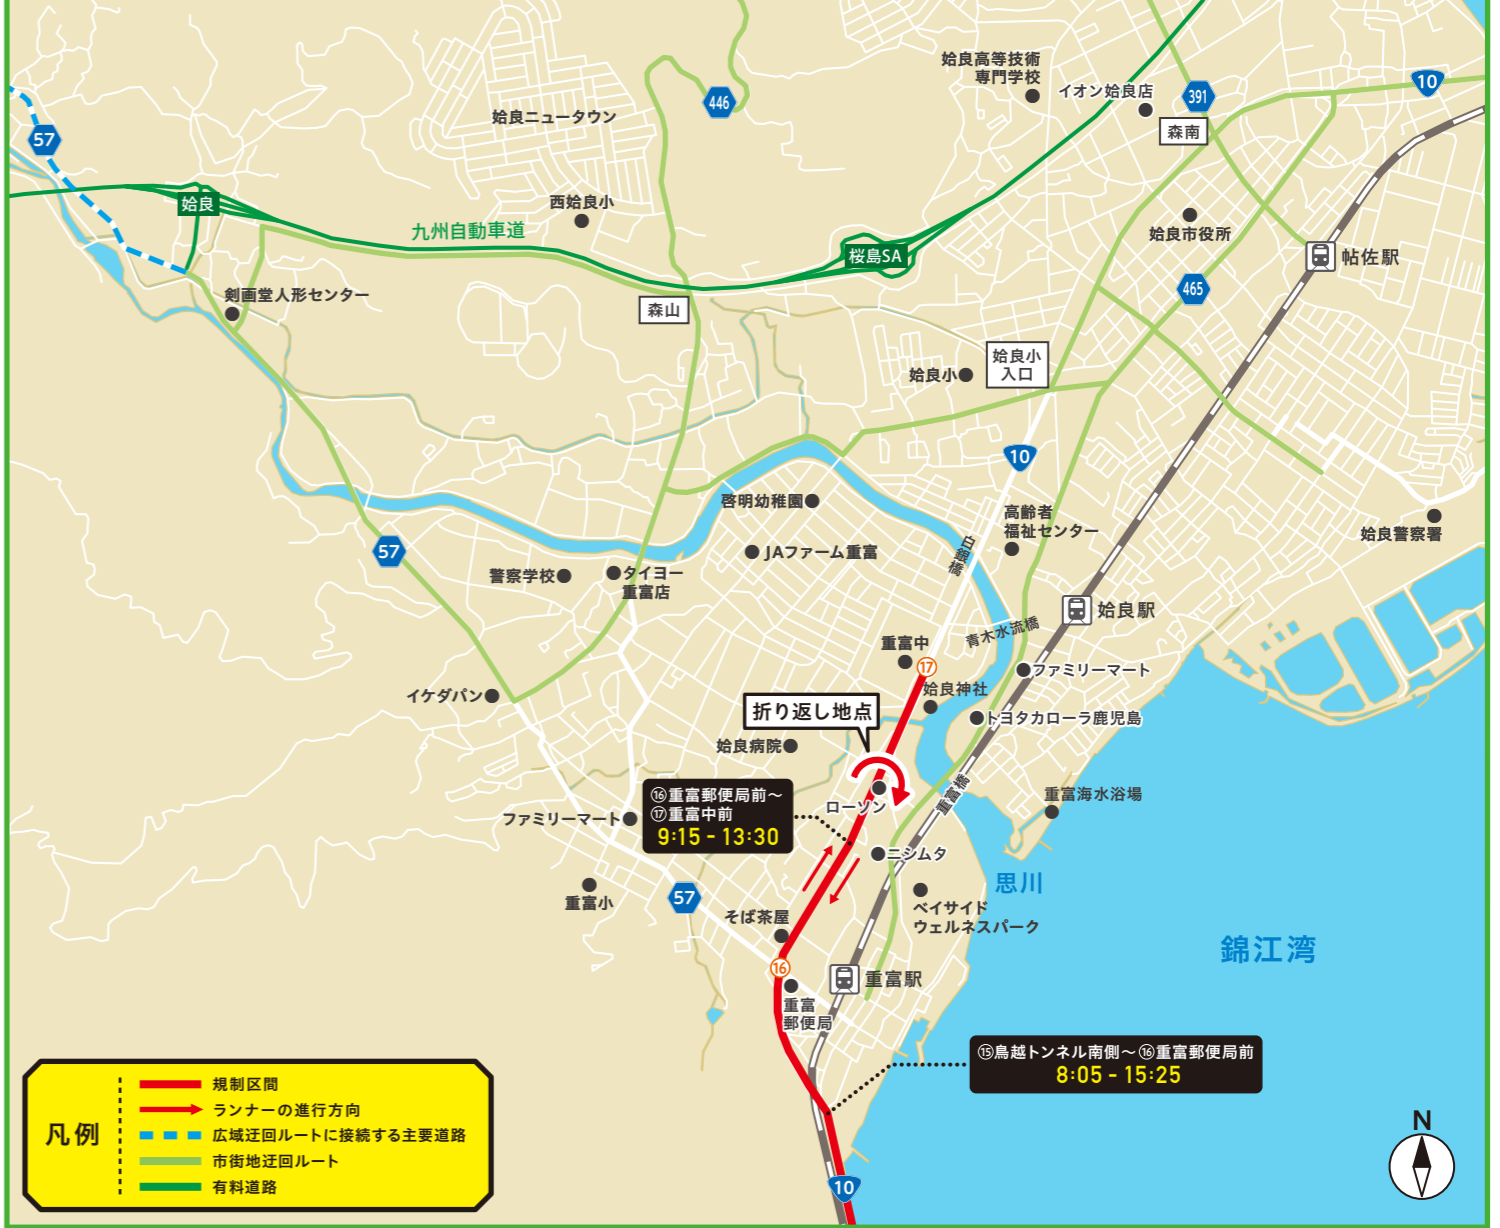 始良高等技術
専門学校
イオン姶良店
391
10
森南
446
姶良ニュータウン
57
姶良
西姶良小
九州自動車道
桜島SA
姶良市役所
帖佐駅
465
剣画堂人形センター
森山
姶良小
入口
姶良小
10
啓明幼稚園
高齢者
福祉センター
姶良警察署
白銀橋
JAファーム重富
57
警察学校
タイヨー
重富店
姶良駅
青木水流橋
重富中
⑰
ファミリーマート
姶良神社
イケダパン
折り返し地点
トヨタカローラ鹿児島
姶良病院
⑯重富郵便局前～
⑰重富中前
9:15 - 13:30
ローソン
重富橋
重富海水浴場
ファミリーマート
ニシムタ
思川
重富小
57
そば茶屋
ベイサイド
ウェルネスパーク
錦江湾
⑯
重富駅
重富
郵便局
⑮鳥越トンネル南側～⑯重富郵便局前
8:05 - 15:25
凡例
規制区間
ランナーの進行方向
広域迂回ルートに接続する主要道路
市街地迂回ルート
有料道路
10
N